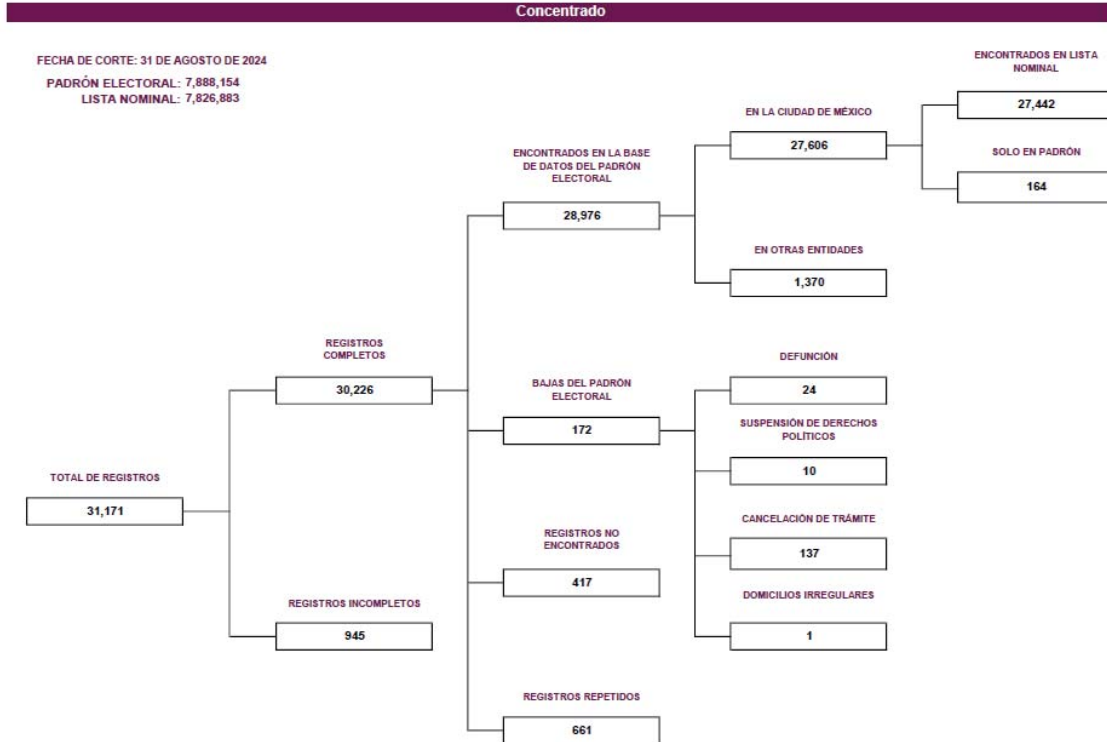 Concentrado
FECHA DE CORTE: 31 DE AGOSTO DE 2024
PADRÓN ELECTORAL: 7,888,154
LISTA NOMINAL: 7,826,883
ENCONTRADOS EN LISTA
NOMINAL
27,442
EN LA CIUDAD DE MÉXICO
27,606
SOLO EN PADRÓN
164
ENCONTRADOS EN LA BASE
DE DATOS DEL PADRÓN
ELECTORAL
28,976
EN OTRAS ENTIDADES
1,370
REGISTROS
COMPLETOS
30,226
DEFUNCIÓN
24
BAJAS DEL PADRÓN
ELECTORAL
172
SUSPENSIÓN DE DERECHOS
POLÍTICOS
10
TOTAL DE REGISTROS
31,171
CANCELACIÓN DE TRÁMITE
137
REGISTROS NO
ENCONTRADOS
417
DOMICILIOS IRREGULARES
1
REGISTROS INCOMPLETOS
945
REGISTROS REPETIDOS
661